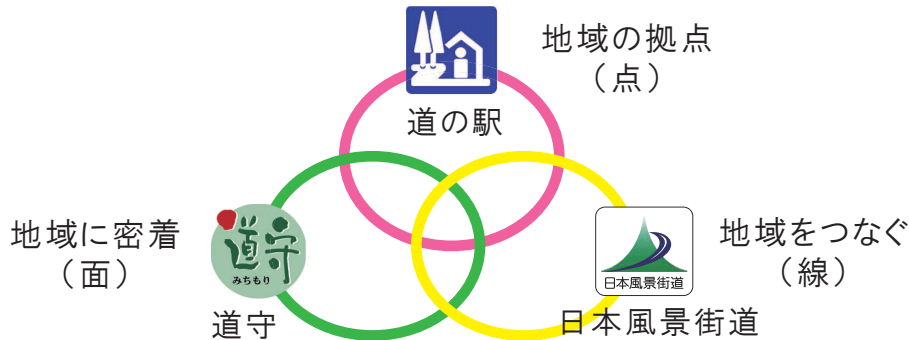 地域の拠点
（点）
道の駅
地域に密着
（面）
道守
みちもり
道守
日本風景街道
日本風景街道
地域をつなぐ
（線）